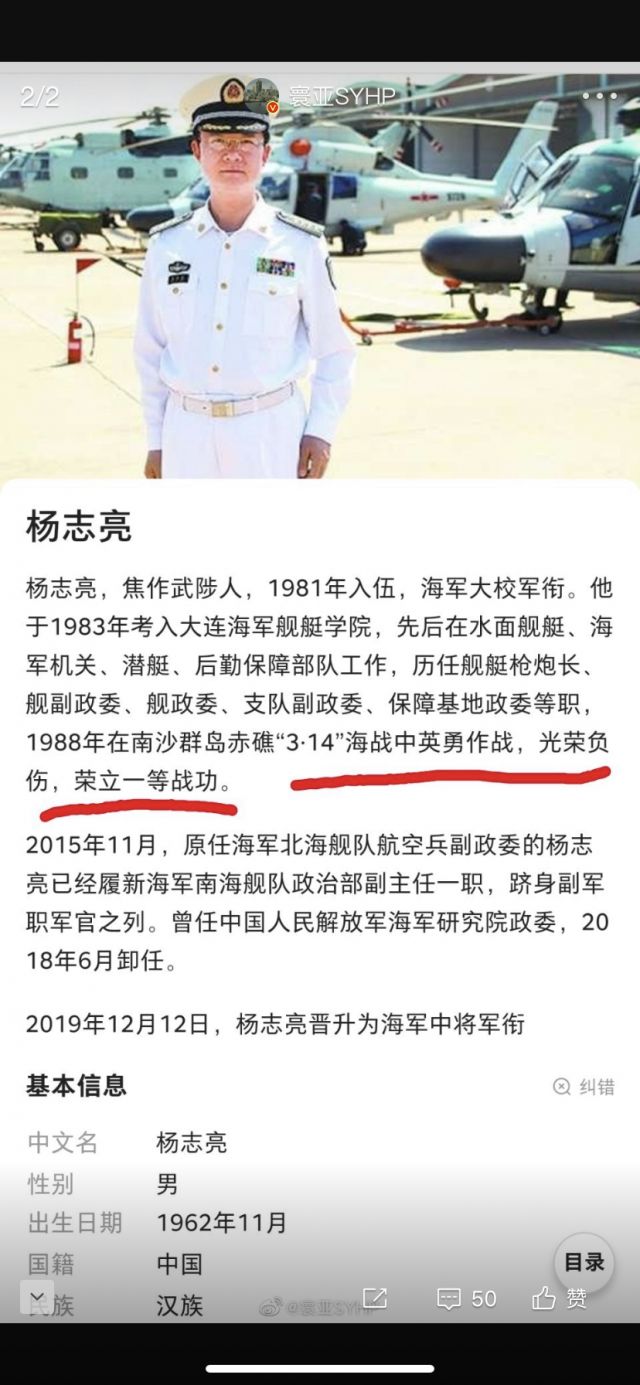 2/2
寰亚SYHP
杨志亮
杨志亮，焦作武陟人，1981年入伍，海军大校军衔。他
于1983年考入大连海军舰艇学院，先后在水面舰艇、海
军机关、潜艇、后勤保障部队工作，历任舰艇枪炮长、
舰副政委、舰政委、支队副政委、保障基地政委等职，
1988年在南沙群岛赤礁“3·14”海战中英勇作战，光荣负
伤，荣立一等战功。
2015年11月，原任海军北海舰队航空兵副政委的杨志
亮已经履新海军南海舰队政治部副主任一职，跻身副军
职军官之列。曾任中国人民解放军海军研究院政委，20
18年6月卸任。
2019年12月12日，杨志亮晋升为海军中将军衔
基本信息
纠错
中文名 杨志亮
性别 男
出生日期 1962年11月
国籍 中国
目录
民族 汉族
@寰亚SYHP
50
赞